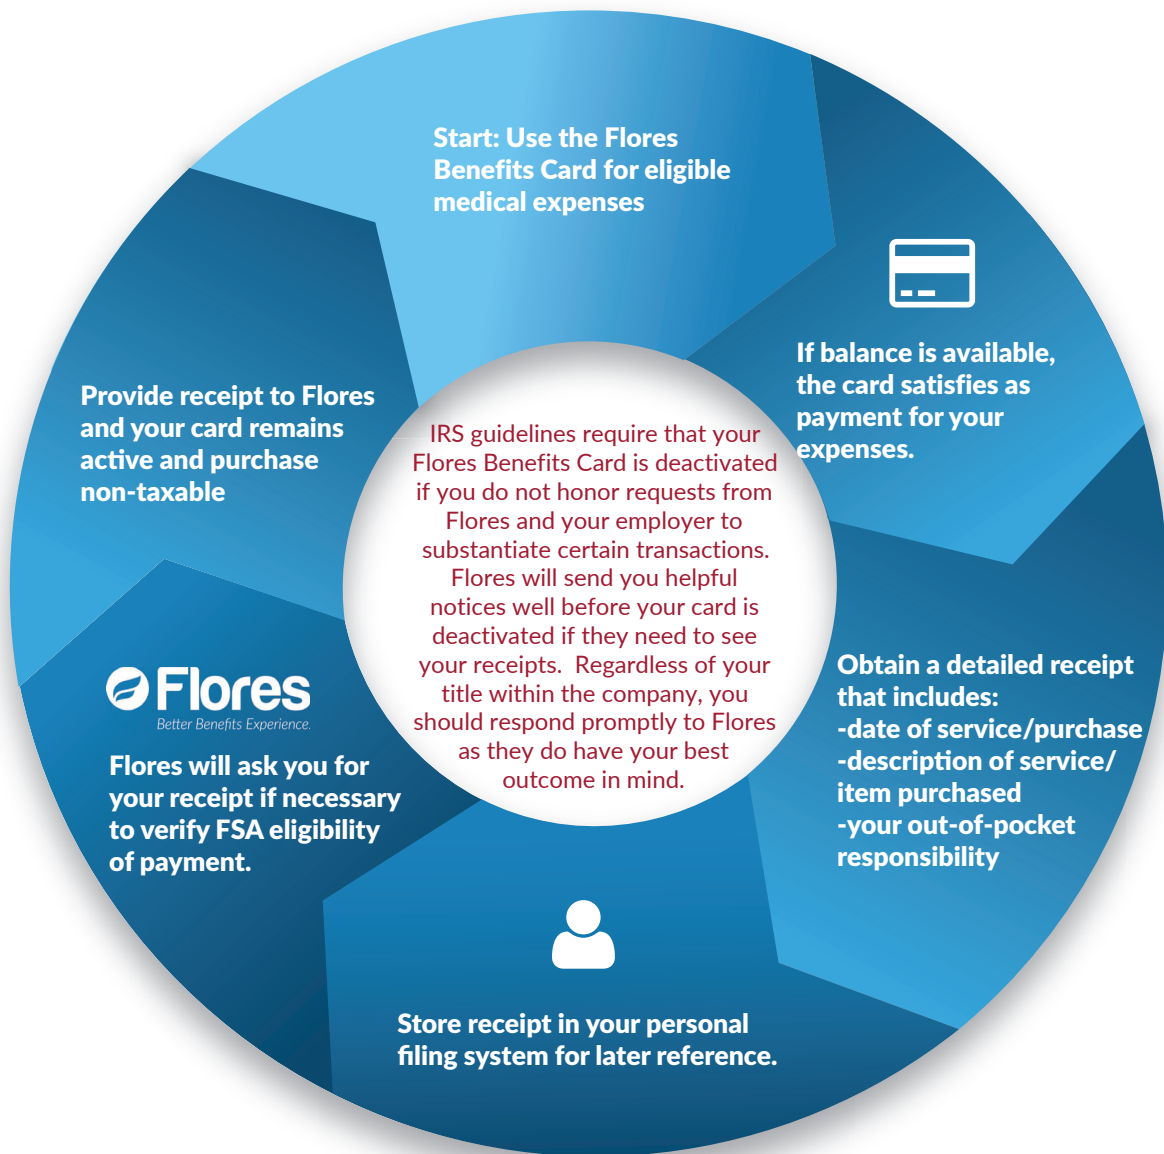 Start: Use the Flores
Benefits Card for eligible
medical expenses
If balance is available,
the card satisfies as
payment for your
expenses.
Obtain a detailed receipt
that includes:
-date of service/purchase
-description of service/
item purchased
-your out-of-pocket
responsibility
Store receipt in your personal
filing system for later reference.
Flores
Better Benefits Experience.
Flores will ask you for
your receipt if necessary
to verify FSA eligibility
of payment.
Provide receipt to Flores
and your card remains
active and purchase
non-taxable
IRS guidelines require that your
Flores Benefits Card is deactivated
if you do not honor requests from
Flores and your employer to
substantiate certain transactions.
Flores will send you helpful
notices well before your card is
deactivated if they need to see
your receipts.  Regardless of your
title within the company, you
should respond promptly to Flores
as they do have your best
outcome in mind.